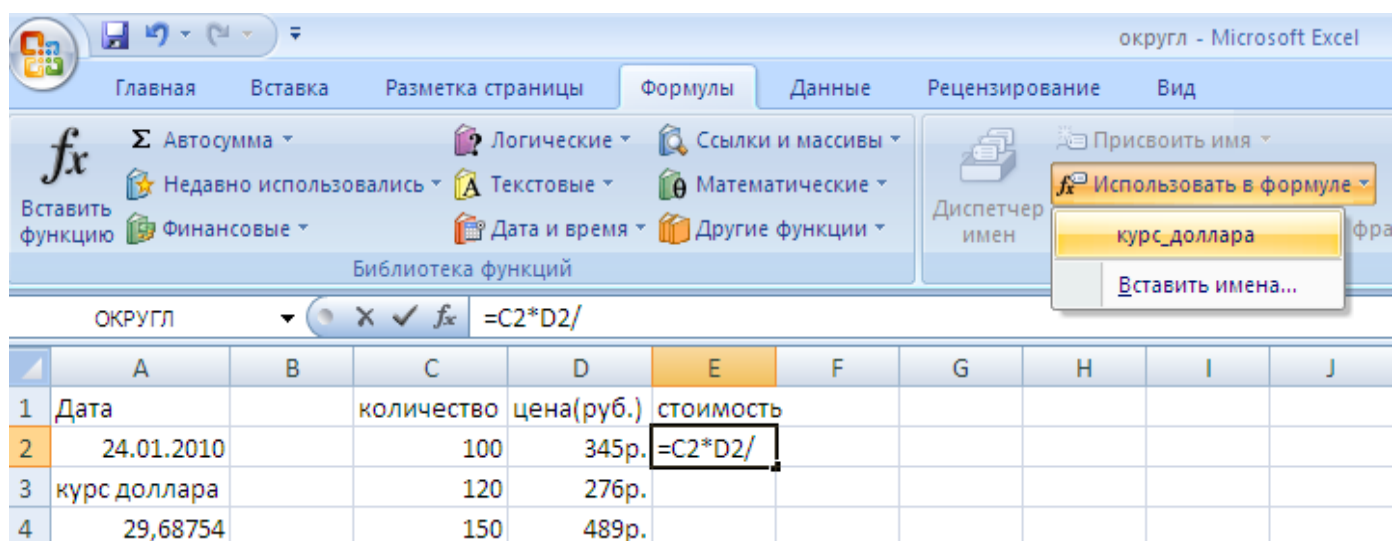 округл - Microsoft Excel
Главная Вставка Разметка страницы Формулы Данные Рецензирование Вид
fx Σ Автосумма Логические Ссылки и массивы Присвоить имя
Недавно использовались Текстовые Математические fx Использовать в формуле
Вставить функцию Финансовые Дата и время Другие функции Диспетчер имен
курс_доллара
Библиотека функций
Вставить имена...
ОКРУГЛ fx =C2*D2/
A B C D E F G H I J
1 Дата количество цена(руб.) стоимость
2 24.01.2010 100 345р. =C2*D2/
3 курс доллара 120 276р.
4 29,68754 150 489р.